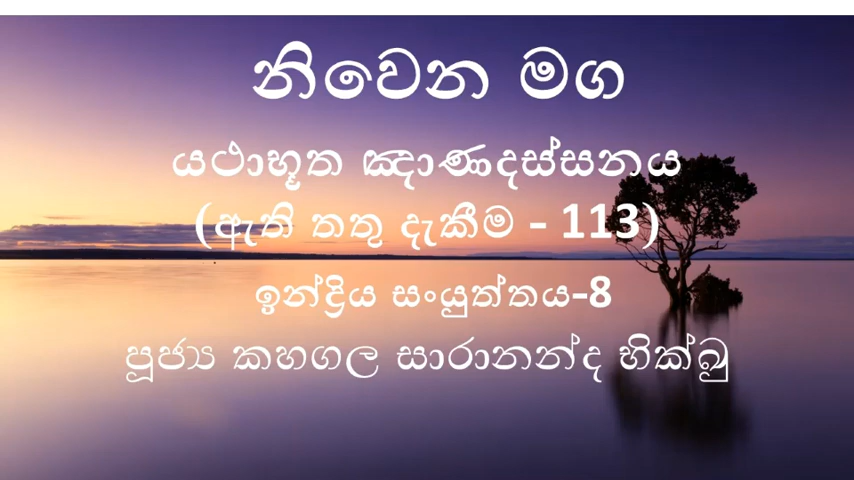 නිවෙන මග
යථාභූත ඤාණදස්සනය
(ඇති තතු දැකීම - 113)
ඉන්ද්‍රිය සංයුත්තය-8
පූජ්‍ය කහගල සාරානන්ද භික්ඛු